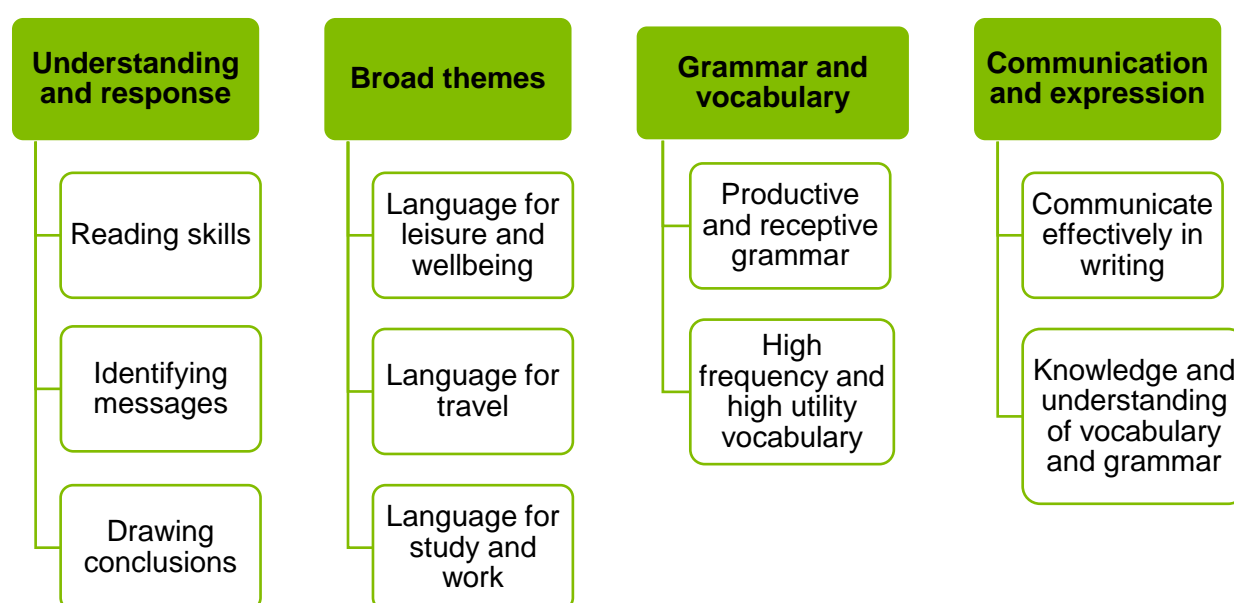 Understanding
and response
Reading skills
Identifying
messages
Drawing
conclusions
Broad themes
Language for
leisure and
wellbeing
Language for
travel
Language for
study and
work
Grammar and
vocabulary
Productive
and receptive
grammar
High
frequency and
high utility
vocabulary
Communication
and expression
Communicate
effectively in
writing
Knowledge and
understanding
of vocabulary
and grammar